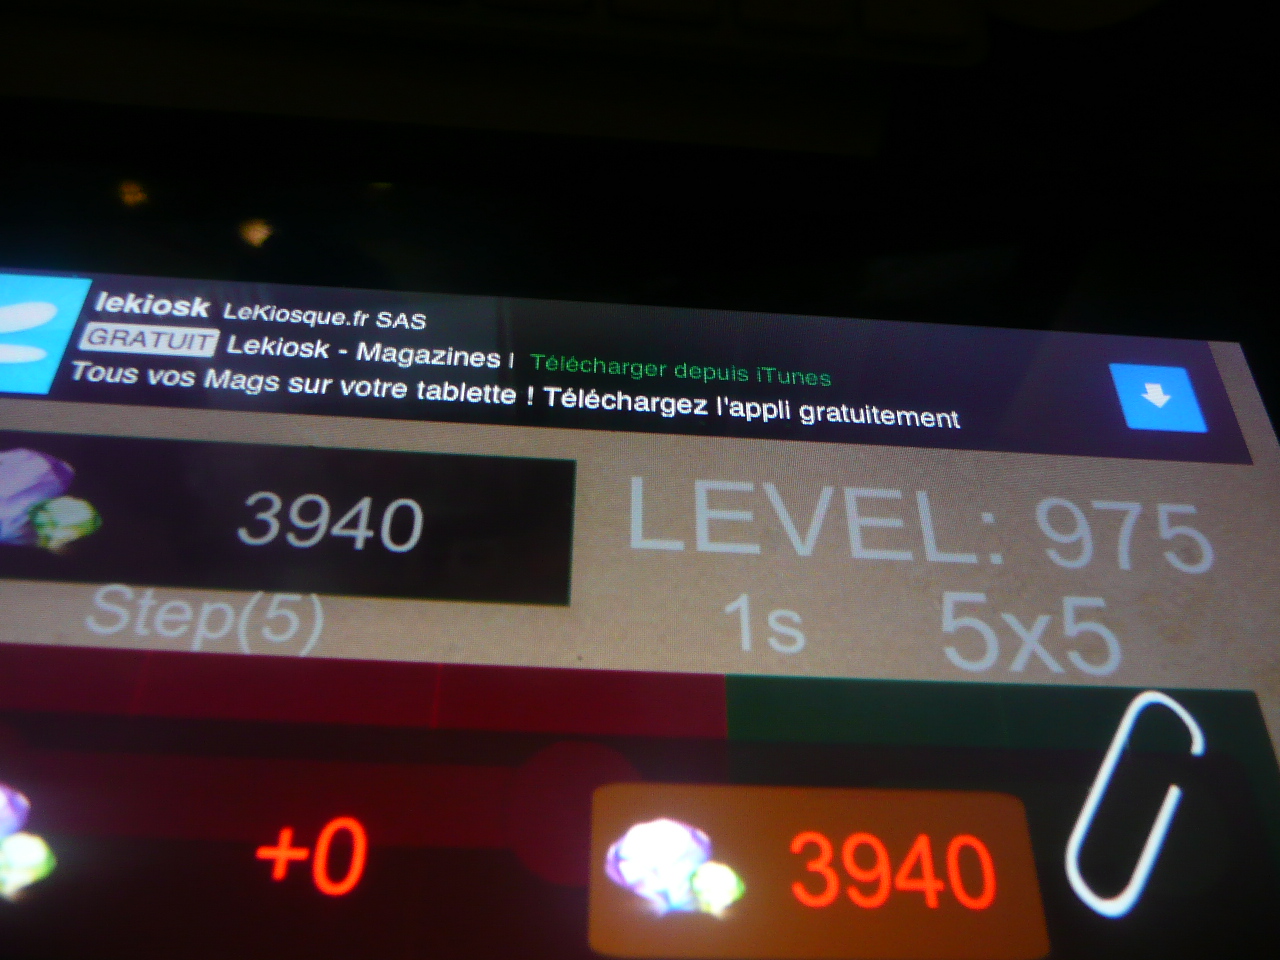 lekiosk LeKiosque.fr SAS
GRATUIT Lekiosk - Magazines | Télécharger depuis iTunes
Tous vos Mags sur votre tablette ! Téléchargez l'appli gratuitement
3940 LEVEL: 975
Step(5) 1s 5x5
+0 3940